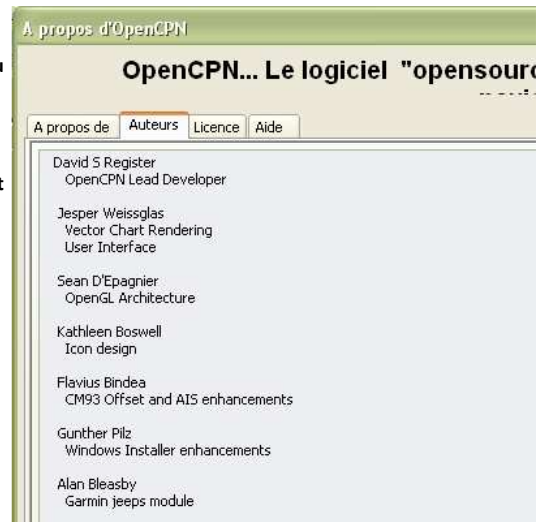 A propos d'OpenCPN
OpenCPN... Le logiciel "opensourc
A propos de Auteurs Licence Aide
David S Register
OpenCPN Lead Developer
Jesper Weissglas
Vector Chart Rendering
User Interface
Sean D'Epagnier
OpenGL Architecture
Kathleen Boswell
Icon design
Flavius Bindea
CM93 Offset and AIS enhancements
Gunther Pilz
Windows Installer enhancements
Alan Bleasby
Garmin jeeps module